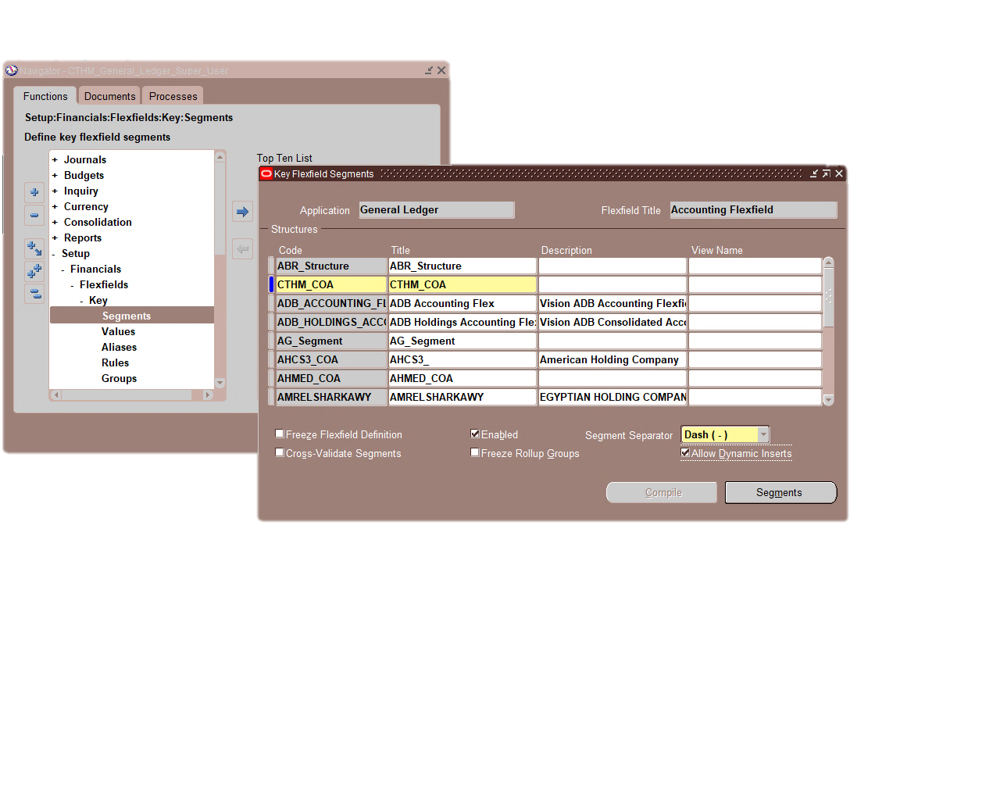 Navigator - CTHM_General_Ledger_Super_User
Functions Documents Processes
Setup:Financials:Flexfields:Key:Segments
Define key flexfield segments
Top Ten List
+ Journals
+ Budgets
+ Inquiry
+ Currency
+ Consolidation
+ Reports
- Setup
- Financials
- Flexfields
- Key
Segments
Values
Aliases
Rules
Groups
Key Flexfield Segments
Application General Ledger Flexfield Title Accounting Flexfield
Structures
Code Title Description View Name
ABR_Structure ABR_Structure
CTHM_COA CTHM_COA
ADB_ACCOUNTING_FL ADB Accounting Flex Vision ADB Accounting Flexfi
ADB_HOLDINGS_ACCO ADB Holdings Accounting Fle Vision ADB Consolidated Acco
AG_Segment AG_Segment
AHCS3_COA AHCS3_ American Holding Company
AHMED_COA AHMED_COA
AMRELSHARKAWY AMRELSHARKAWY EGYPTIAN HOLDING COMPAN
Freeze Flexfield Definition Enabled Segment Separator Dash ( - )
Cross-Validate Segments Freeze Rollup Groups Allow Dynamic Inserts
Compile Segments